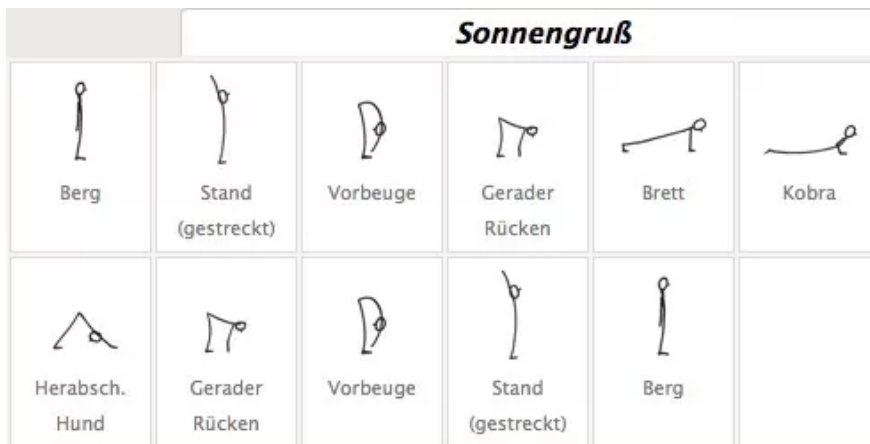 Sonnengruß
Berg
Stand
(gestreckt)
Vorbeuge
Gerader
Rücken
Brett
Kobra
Herabsch.
Hund
Gerader
Rücken
Vorbeuge
Stand
(gestreckt)
Berg